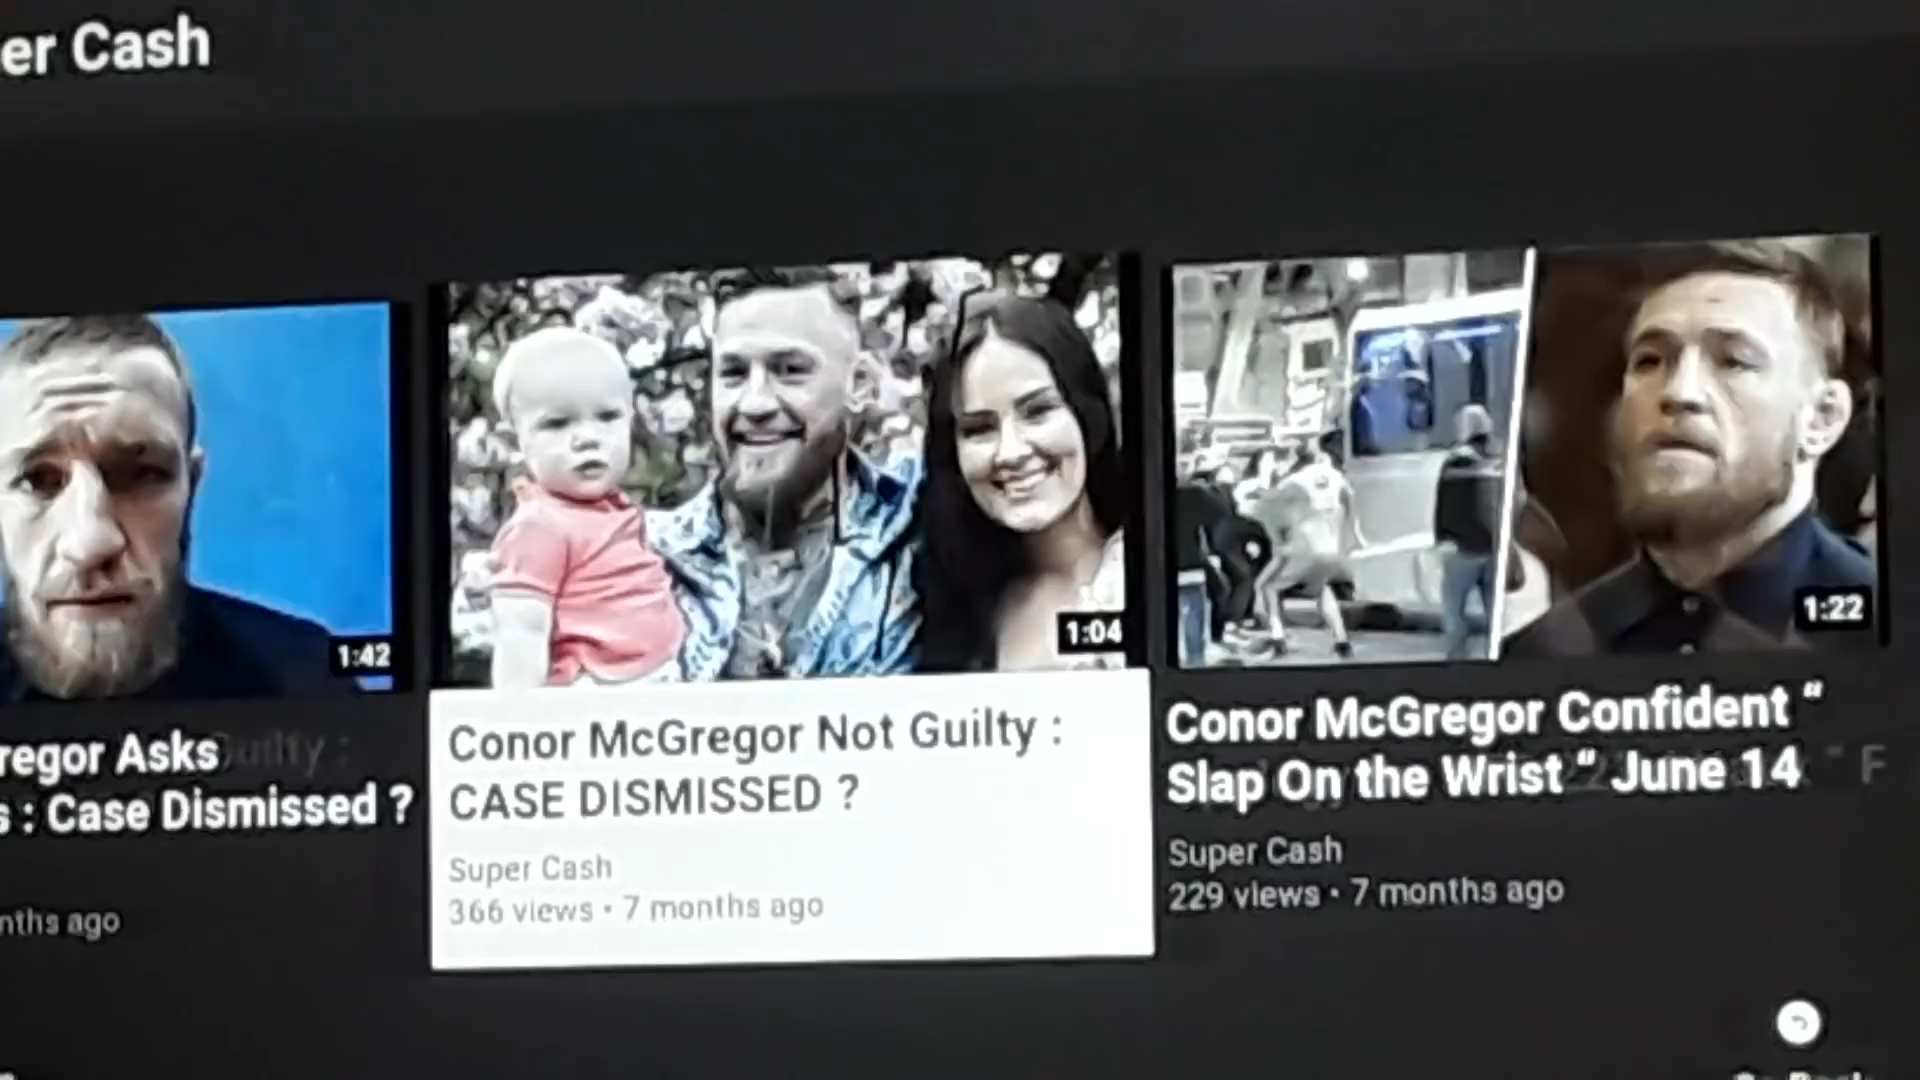 er Cash
1:42
1:04
1:22
regor Asks
s : Case Dismissed ?
nths ago
Conor McGregor Not Guilty :
CASE DISMISSED ?
Super Cash
366 views • 7 months ago
Conor McGregor Confident “
Slap On the Wrist “ June 14
Super Cash
229 views • 7 months ago